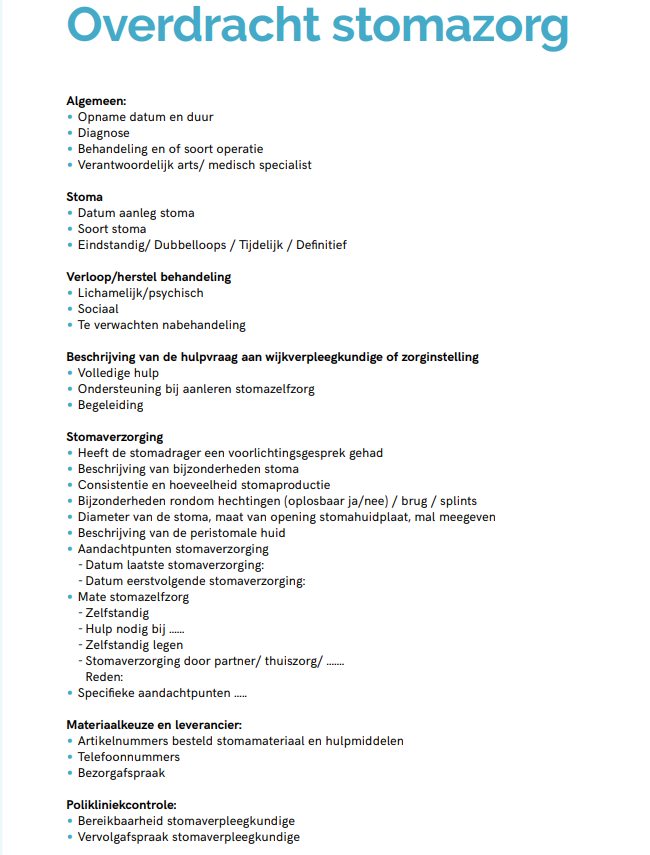 Overdracht stomazorg
Algemeen:
• Opname datum en duur
• Diagnose
• Behandeling en of soort operatie
• Verantwoordelijk arts/ medisch specialist
Stoma
• Datum aanleg stoma
• Soort stoma
• Eindstandig/ Dubbelloops / Tijdelijk / Definitief
Verloop/herstel behandeling
• Lichamelijk/psychisch
• Sociaal
• Te verwachten nabehandeling
Beschrijving van de hulpvraag aan wijkverpleegkundige of zorginstelling
• Volledige hulp
• Ondersteuning bij aanleren stomazelfzorg
• Begeleiding
Stomaverzorging
• Heeft de stomadrager een voorlichtingsgesprek gehad
• Beschrijving van bijzonderheden stoma
• Consistentie en hoeveelheid stomaproductie
• Bijzonderheden rondom hechtingen (oplosbaar ja/nee) / brug / splints
• Diameter van de stoma, maat van opening stomahuidplaat, mal meegeven
• Beschrijving van de peristomale huid
• Aandachtpunten stomaverzorging
- Datum laatste stomaverzorging:
- Datum eerstvolgende stomaverzorging:
• Mate stomazelfzorg
- Zelfstandig
- Hulp nodig bij ......
- Zelfstandig legen
- Stomaverzorging door partner/ thuiszorg/ .......
Reden:
• Specifieke aandachtpunten .....
Materiaalkeuze en leverancier:
• Artikelnummers besteld stomamateriaal en hulpmiddelen
• Telefoonnummers
• Bezorgafspraak
Polikliniekcontrole:
• Bereikbaarheid stomaverpleegkundige
• Vervolgafspraak stomaverpleegkundige